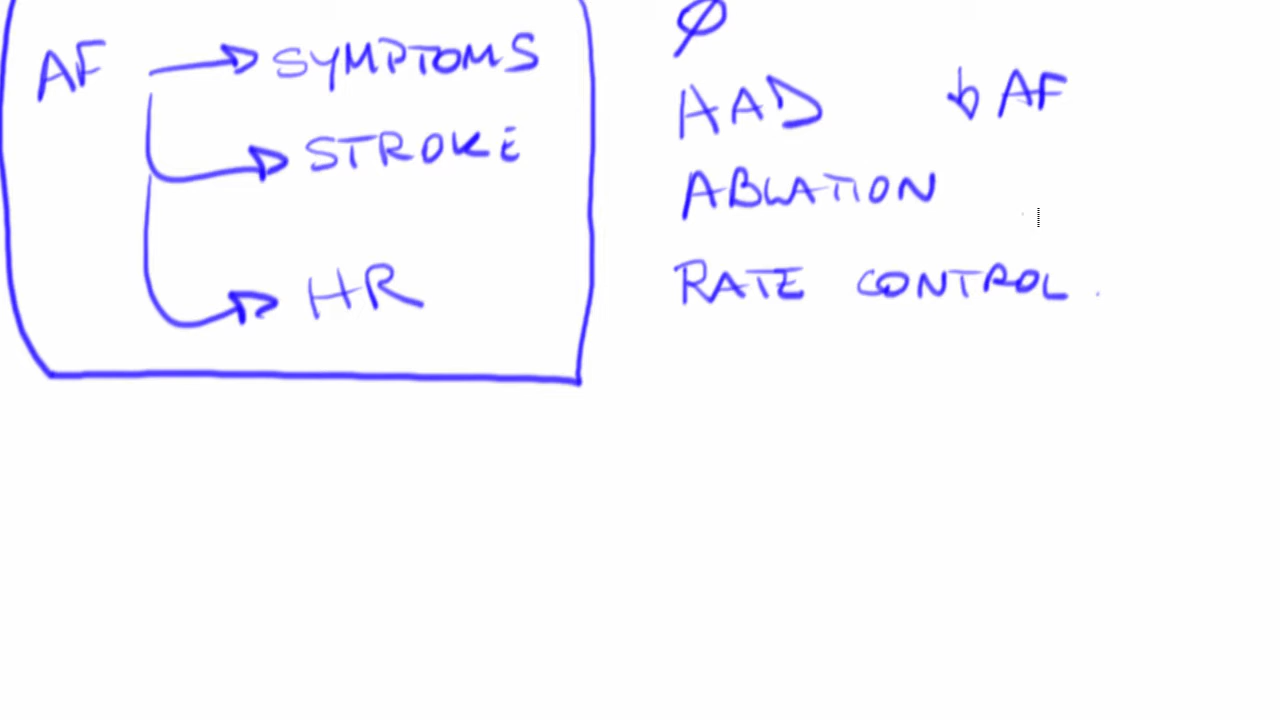 AF → SYMPTOMS
→ STROKE
→ HR
Ø
AAD ↓ AF
ABLATION
RATE CONTROL.